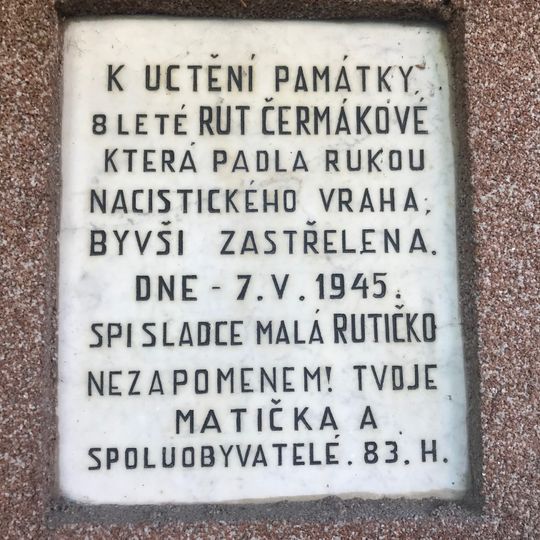 K UCTĚNÍ PAMÁTKY,
8 LETÉ RUT ČERMÁKOVÉ
KTERÁ PADLA RUKOU
NACISTICKÉHO VRAHA,
BYVŠI ZASTŘELENA.
DNE - 7. V. 1945.
SPI SLADCE MALÁ RUTIČKO
NEZAPOMENEM! TVOJE
MATIČKA A
SPOLUOBYVATELÉ. 83. H.